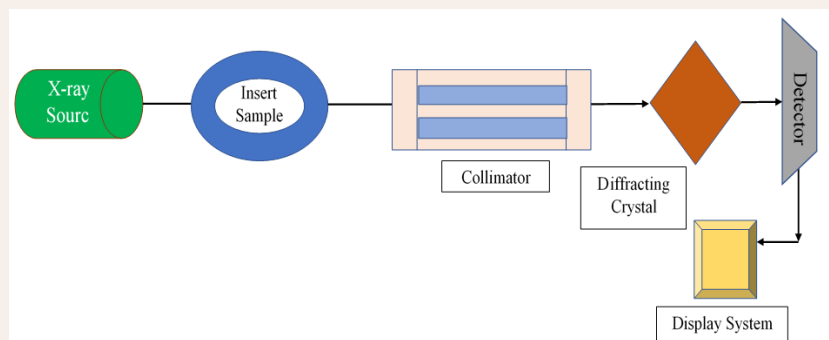 X-ray
Sourc
Insert
Sample
Collimator
Diffracting
Crystal
Detector
Display System